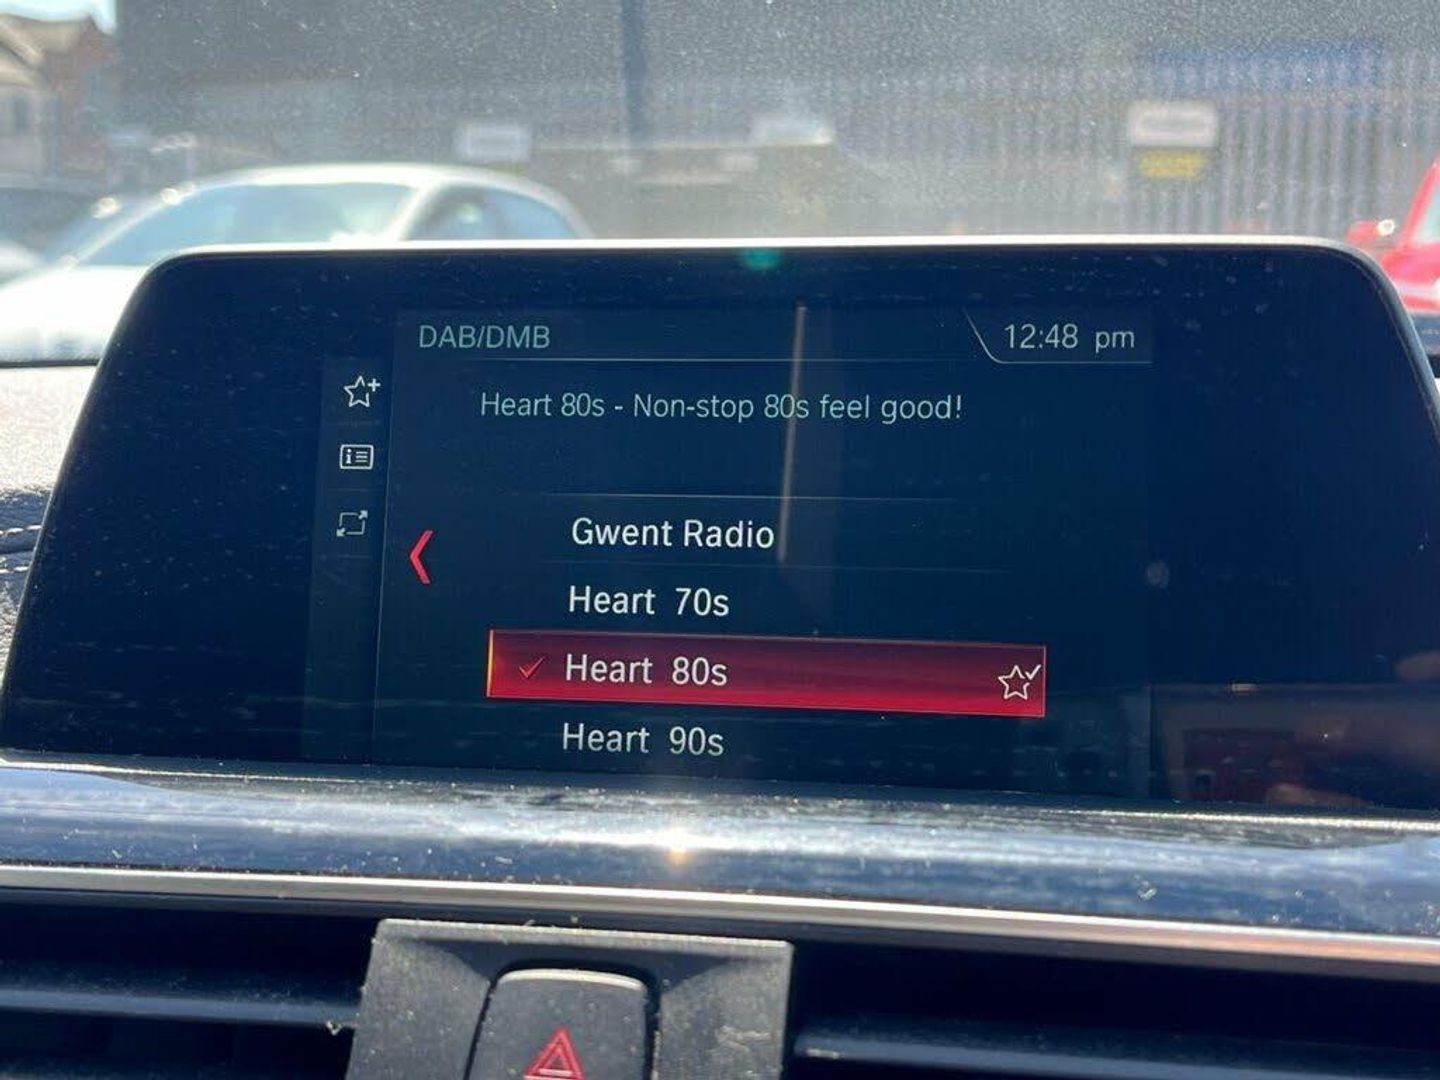 DAB/DMB
12:48 pm
Heart 80s - Non-stop 80s feel good!
Gwent Radio
Heart 70s
Heart 80s
Heart 90s